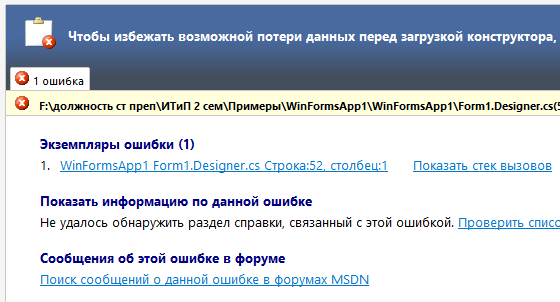 Чтобы избежать возможной потери данных перед загрузкой конструктора,
1 ошибка
F:\должность ст преп\ИТиП 2 сем\Примеры\WinFormsApp1\WinFormsApp1\Form1.Designer.cs(5
Экземпляры ошибки (1)
1. WinFormsApp1 Form1.Designer.cs Строка:52, столбец:1 Показать стек вызовов
Показать информацию по данной ошибке
Не удалось обнаружить раздел справки, связанный с этой ошибкой. Проверить списо
Сообщения об этой ошибке в форуме
Поиск сообщений о данной ошибке в форумах MSDN